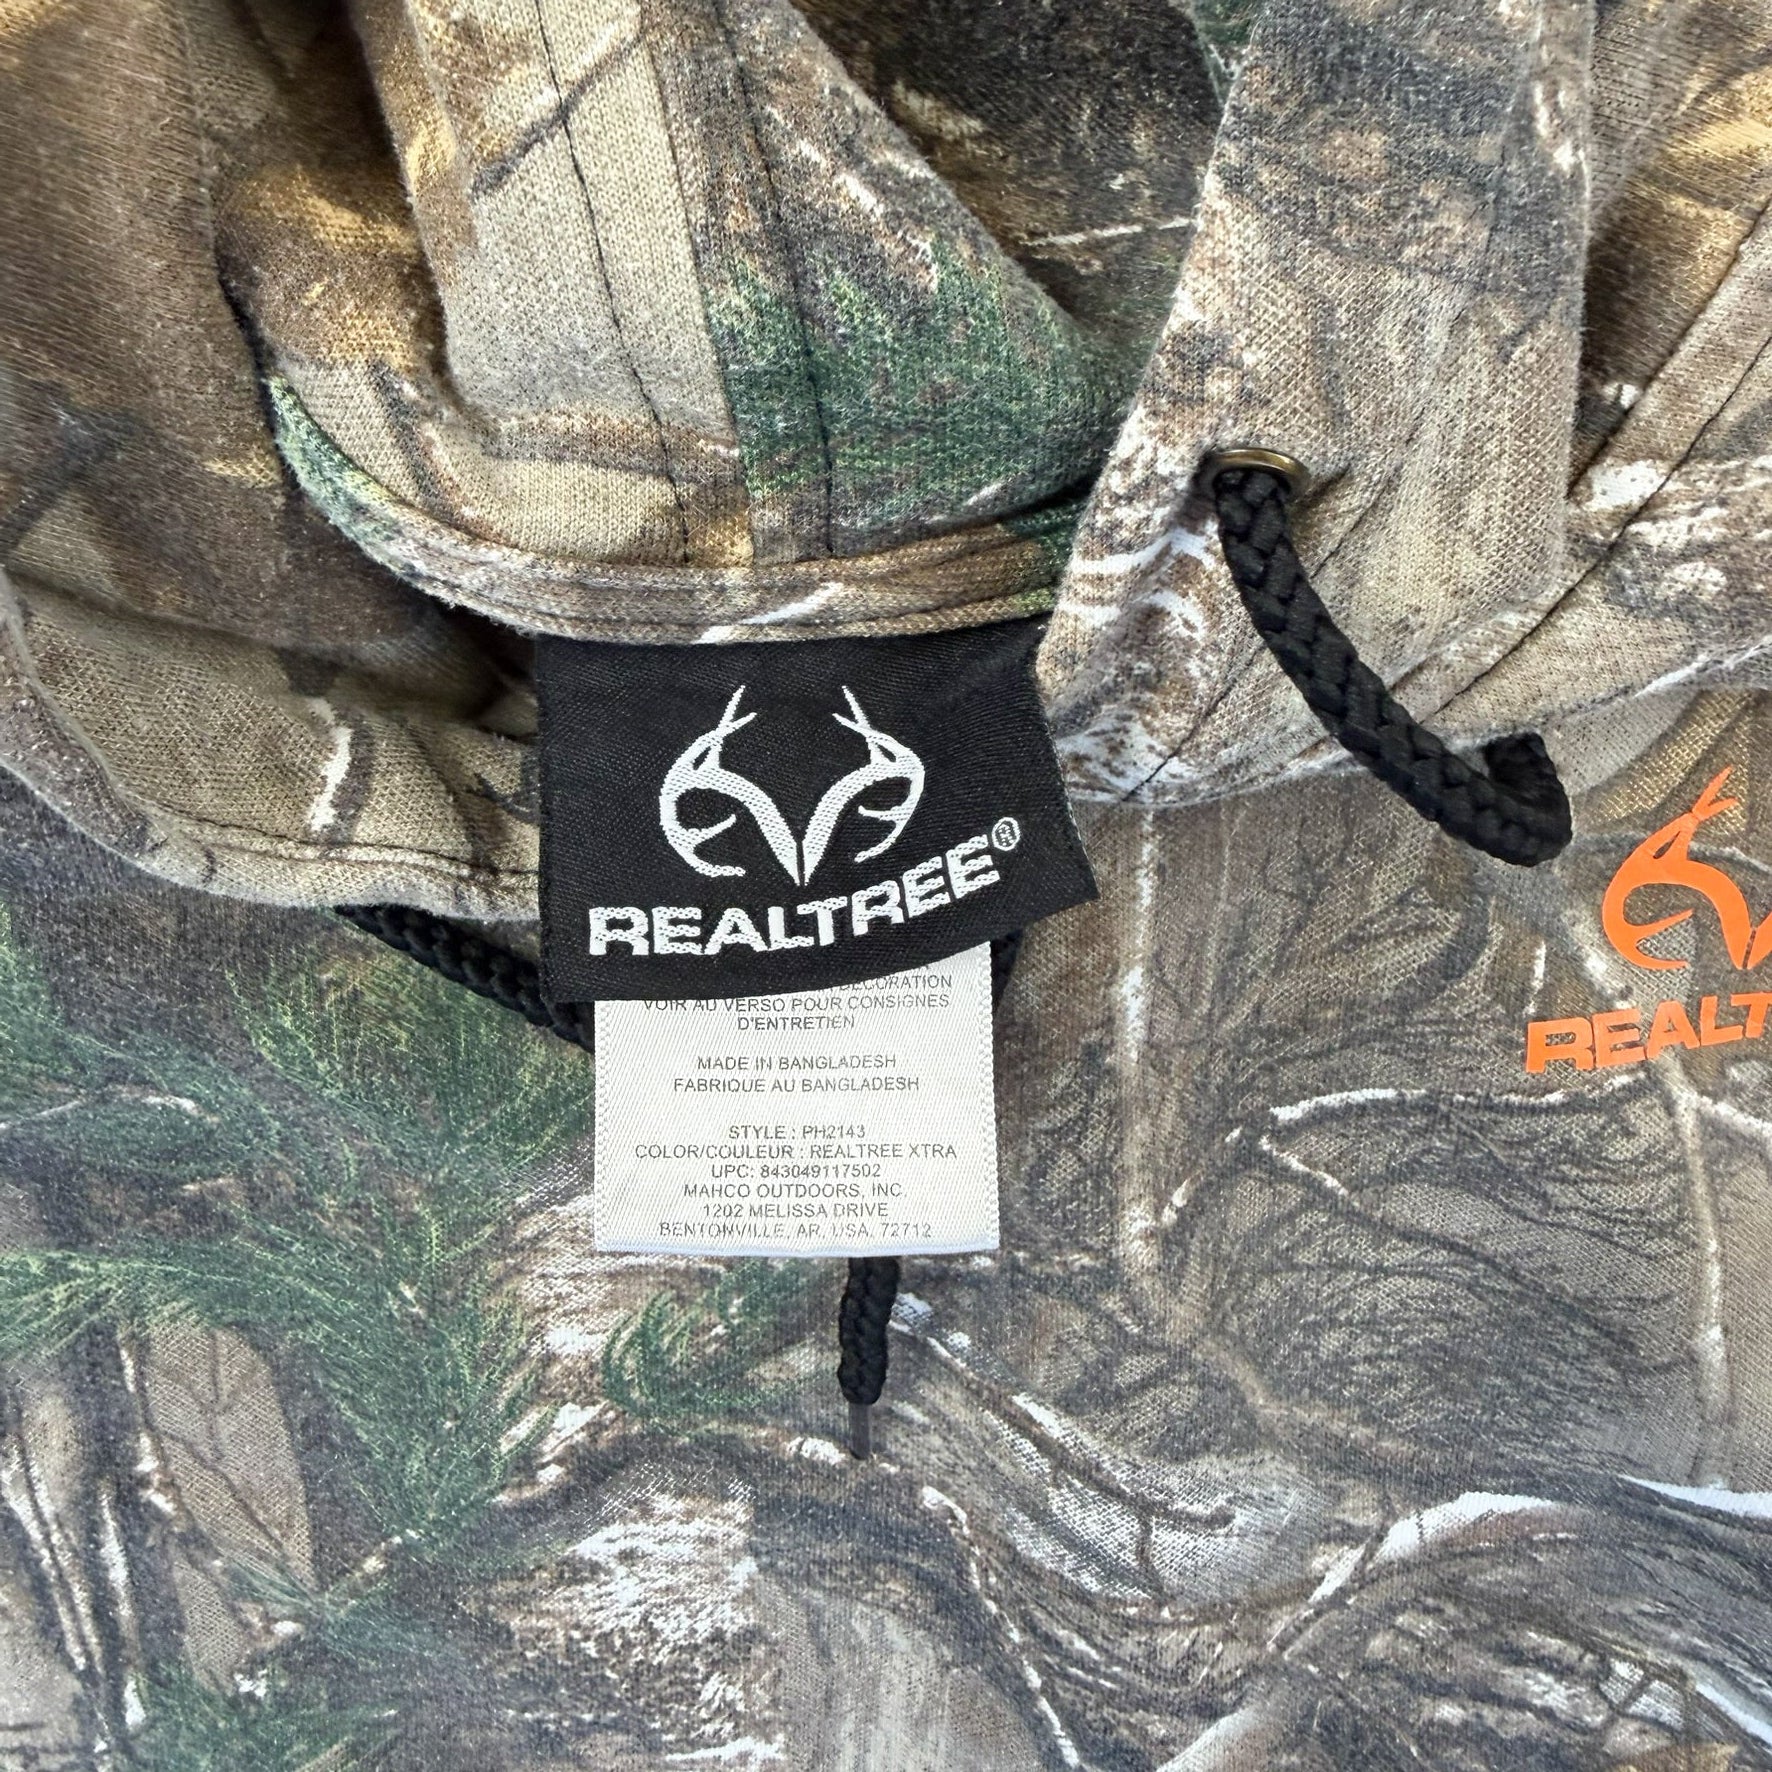 REALTREE®
DECORATION
VOIR AU VERSO POUR CONSIGNES
D'ENTRETIEN
MADE IN BANGLADESH
FABRIQUE AU BANGLADESH
STYLE : PH2143
COLOR/COULEUR : REALTREE XTRA
UPC: 843049117502
MAHCO OUTDOORS, INC.
1202 MELISSA DRIVE
BENTONVILLE, AR, USA, 72712
REALT